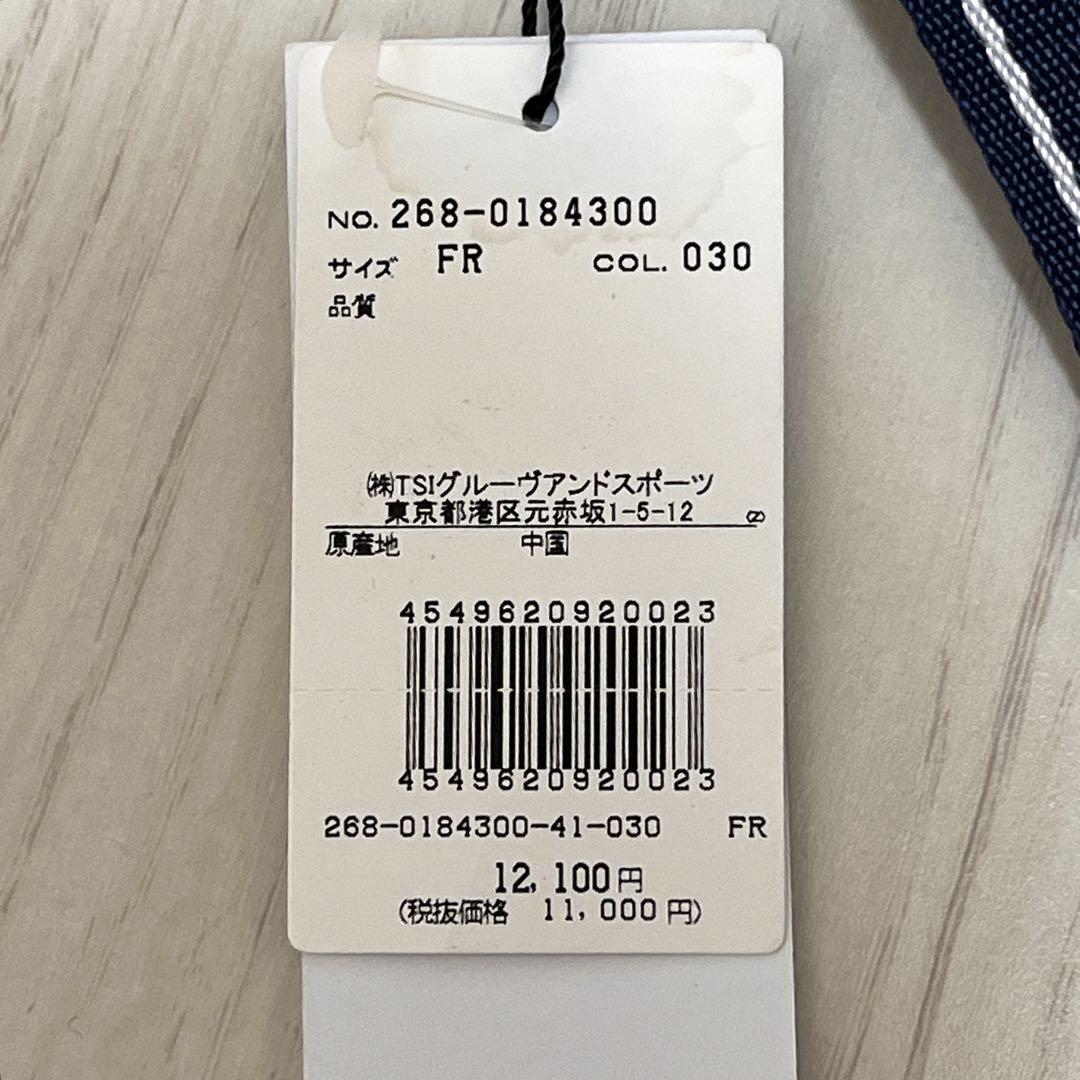 NO. 268-0184300
サイズ FR COL. 030
品質
㈱TSIグルーヴアンドスポーツ
東京都港区元赤坂1-5-12
原産地 中国
4549620920023
4549620920023
268-0184300-41-030 FR
12,100円
(税抜価格 11,000円)